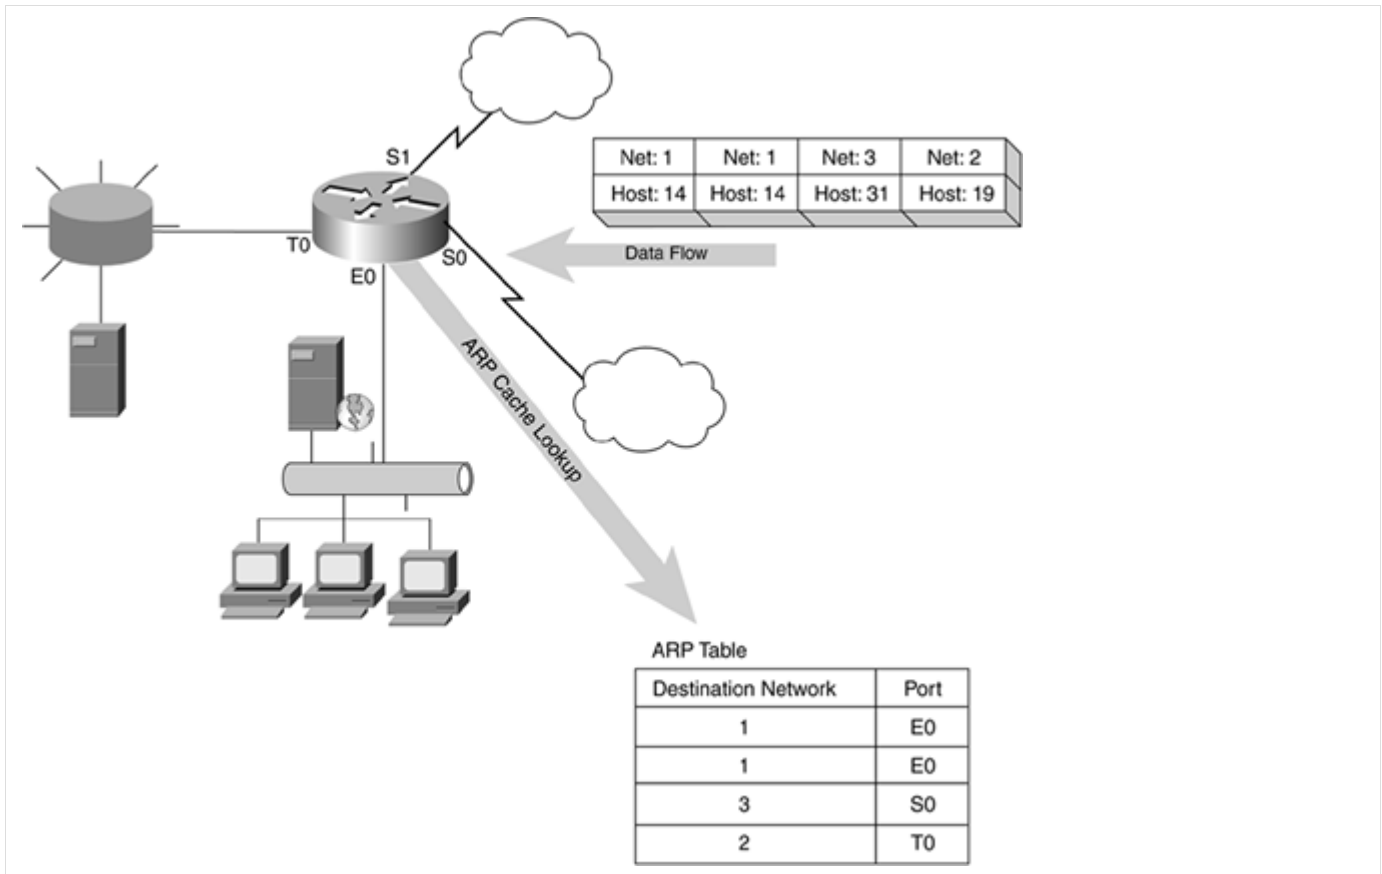 S1
Net: 1 Net: 1 Net: 3 Net: 2
Host: 14 Host: 14 Host: 31 Host: 19
T0
S0
Data Flow
E0
ARP Cache Lookup
ARP Table
Destination Network Port
1 E0
1 E0
3 S0
2 T0